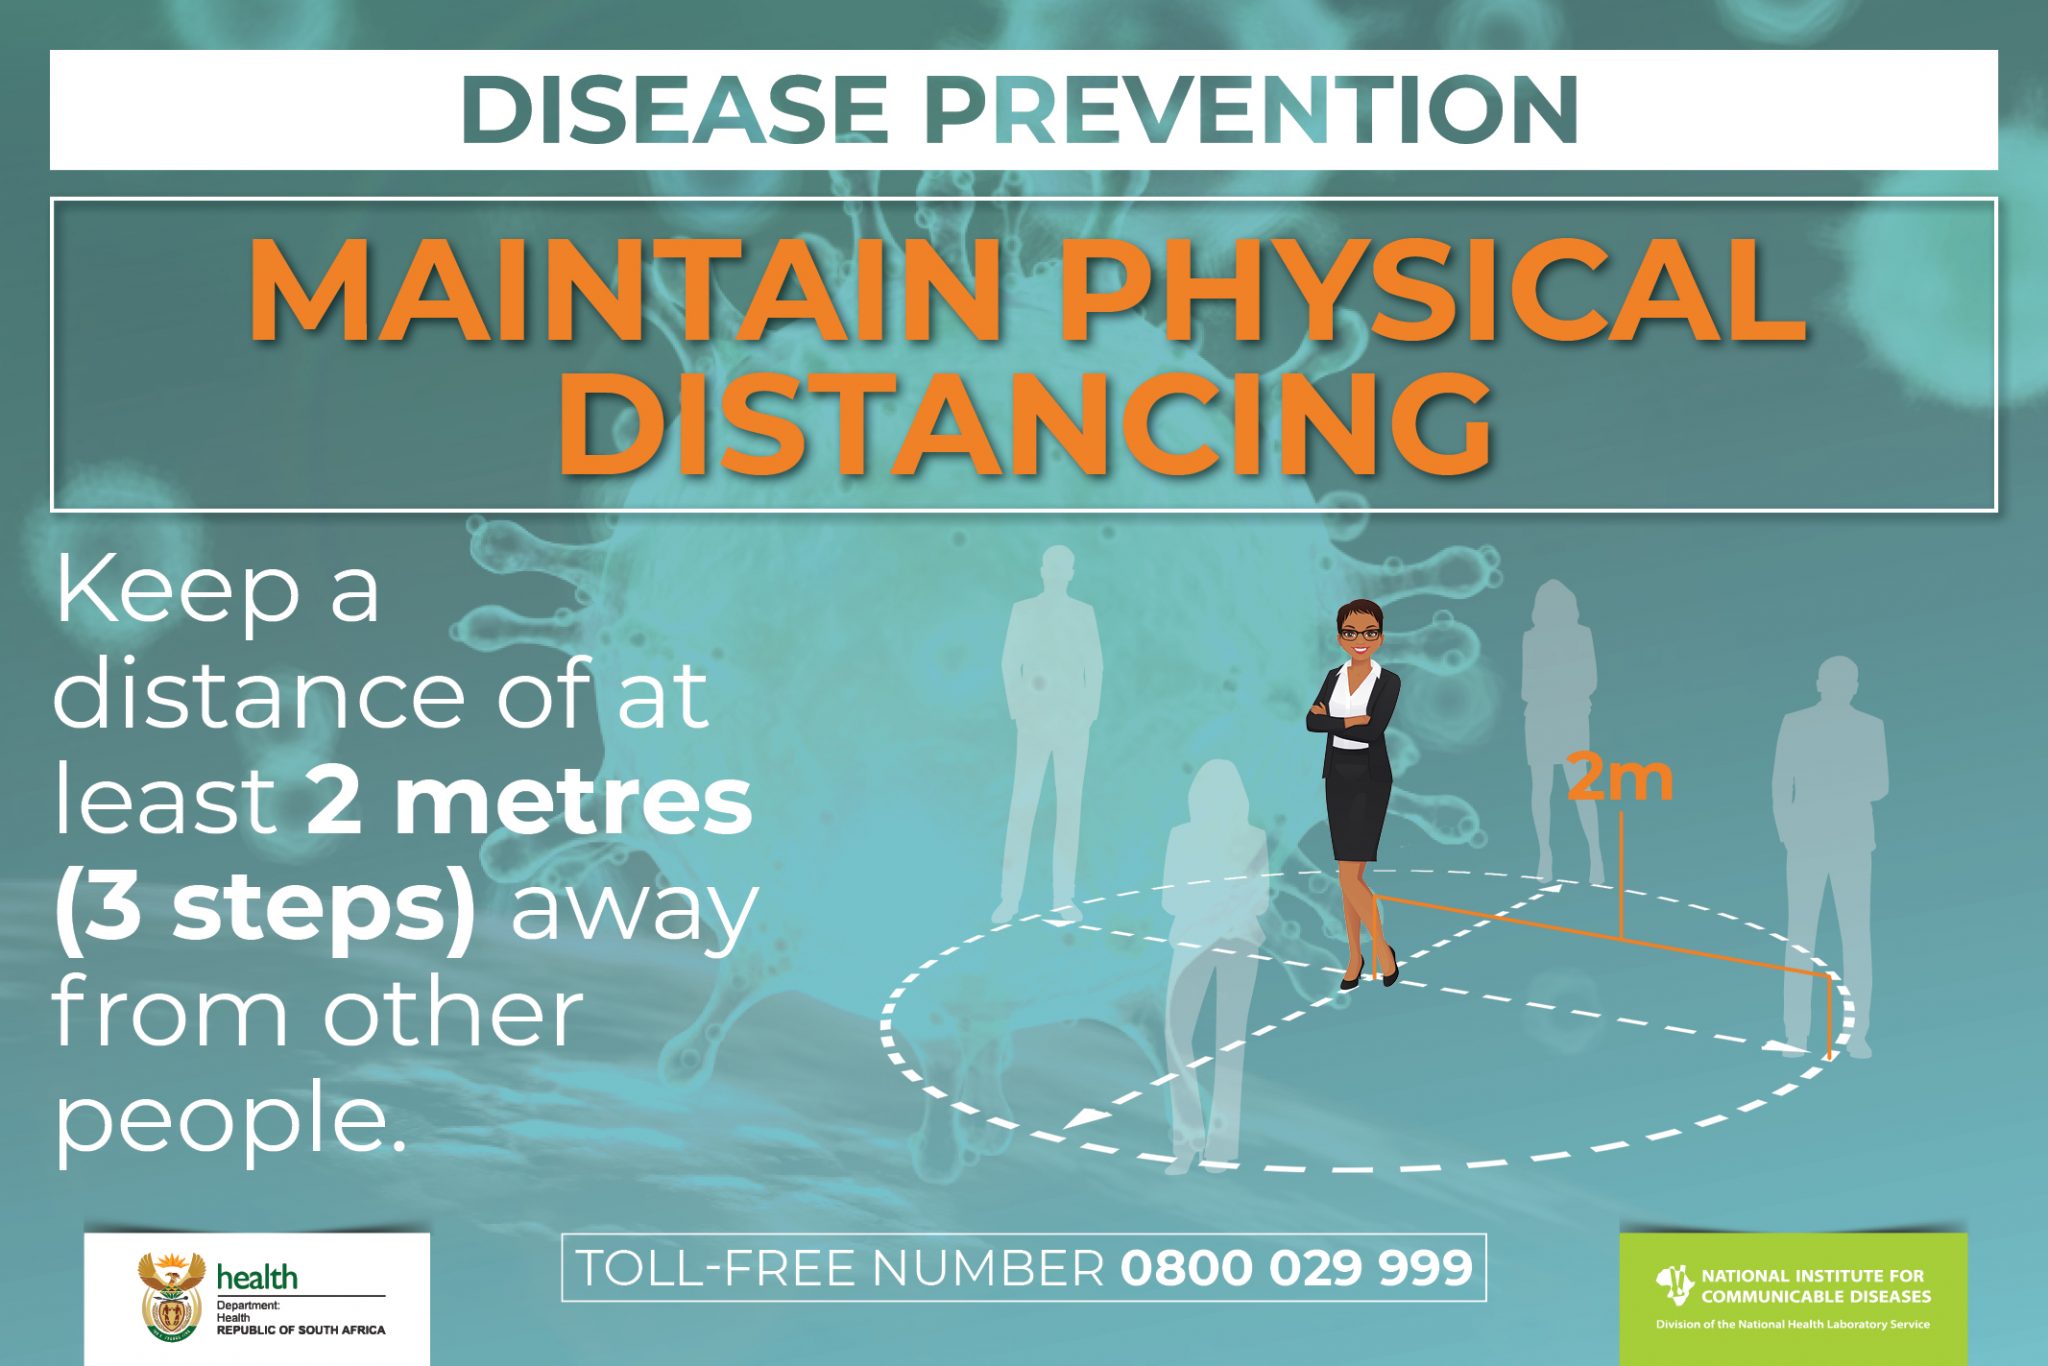 DISEASE PREVENTION
MAINTAIN PHYSICAL
DISTANCING
Keep a
distance of at
least 2 metres
(3 steps) away
from other
people.
2m
health
Department:
Health
REPUBLIC OF SOUTH AFRICA
TOLL-FREE NUMBER 0800 029 999
NATIONAL INSTITUTE FOR
COMMUNICABLE DISEASES
Division of the National Health Laboratory Service